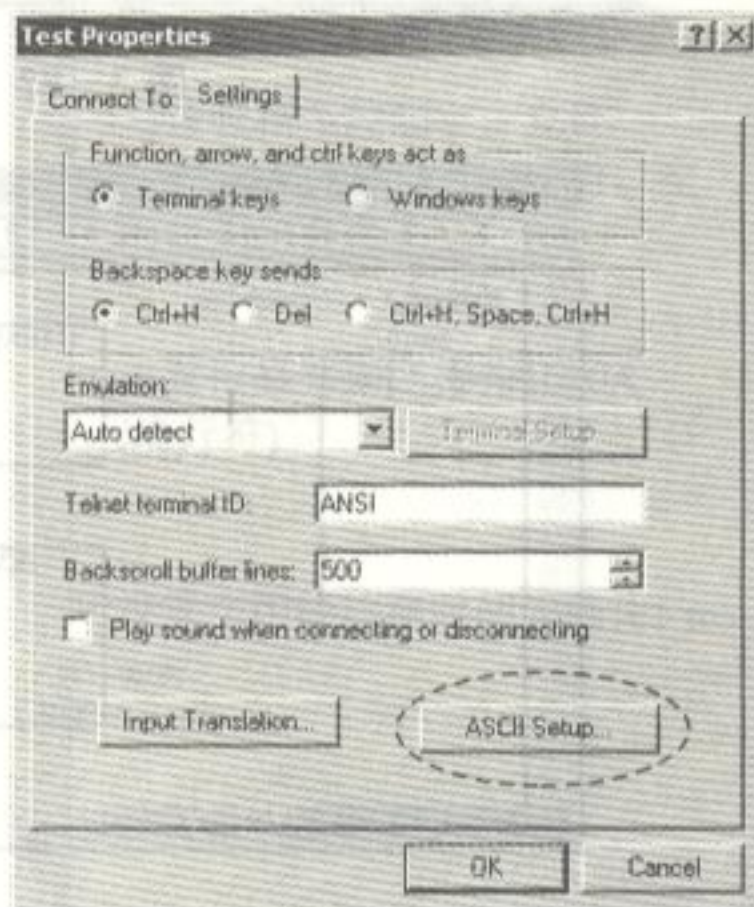 Test Properties
Connect To
Settings
Function, arrow, and ctrl keys act as
Terminal keys
Windows keys
Backspace key sends
Ctrl+H
Del
Ctrl+H, Space, Ctrl+H
Emulation:
Auto detect
Terminal Setup...
Telnet terminal ID:
ANSI
Backscroll buffer lines:
500
Play sound when connecting or disconnecting
Input Translation...
ASCII Setup...
OK
Cancel